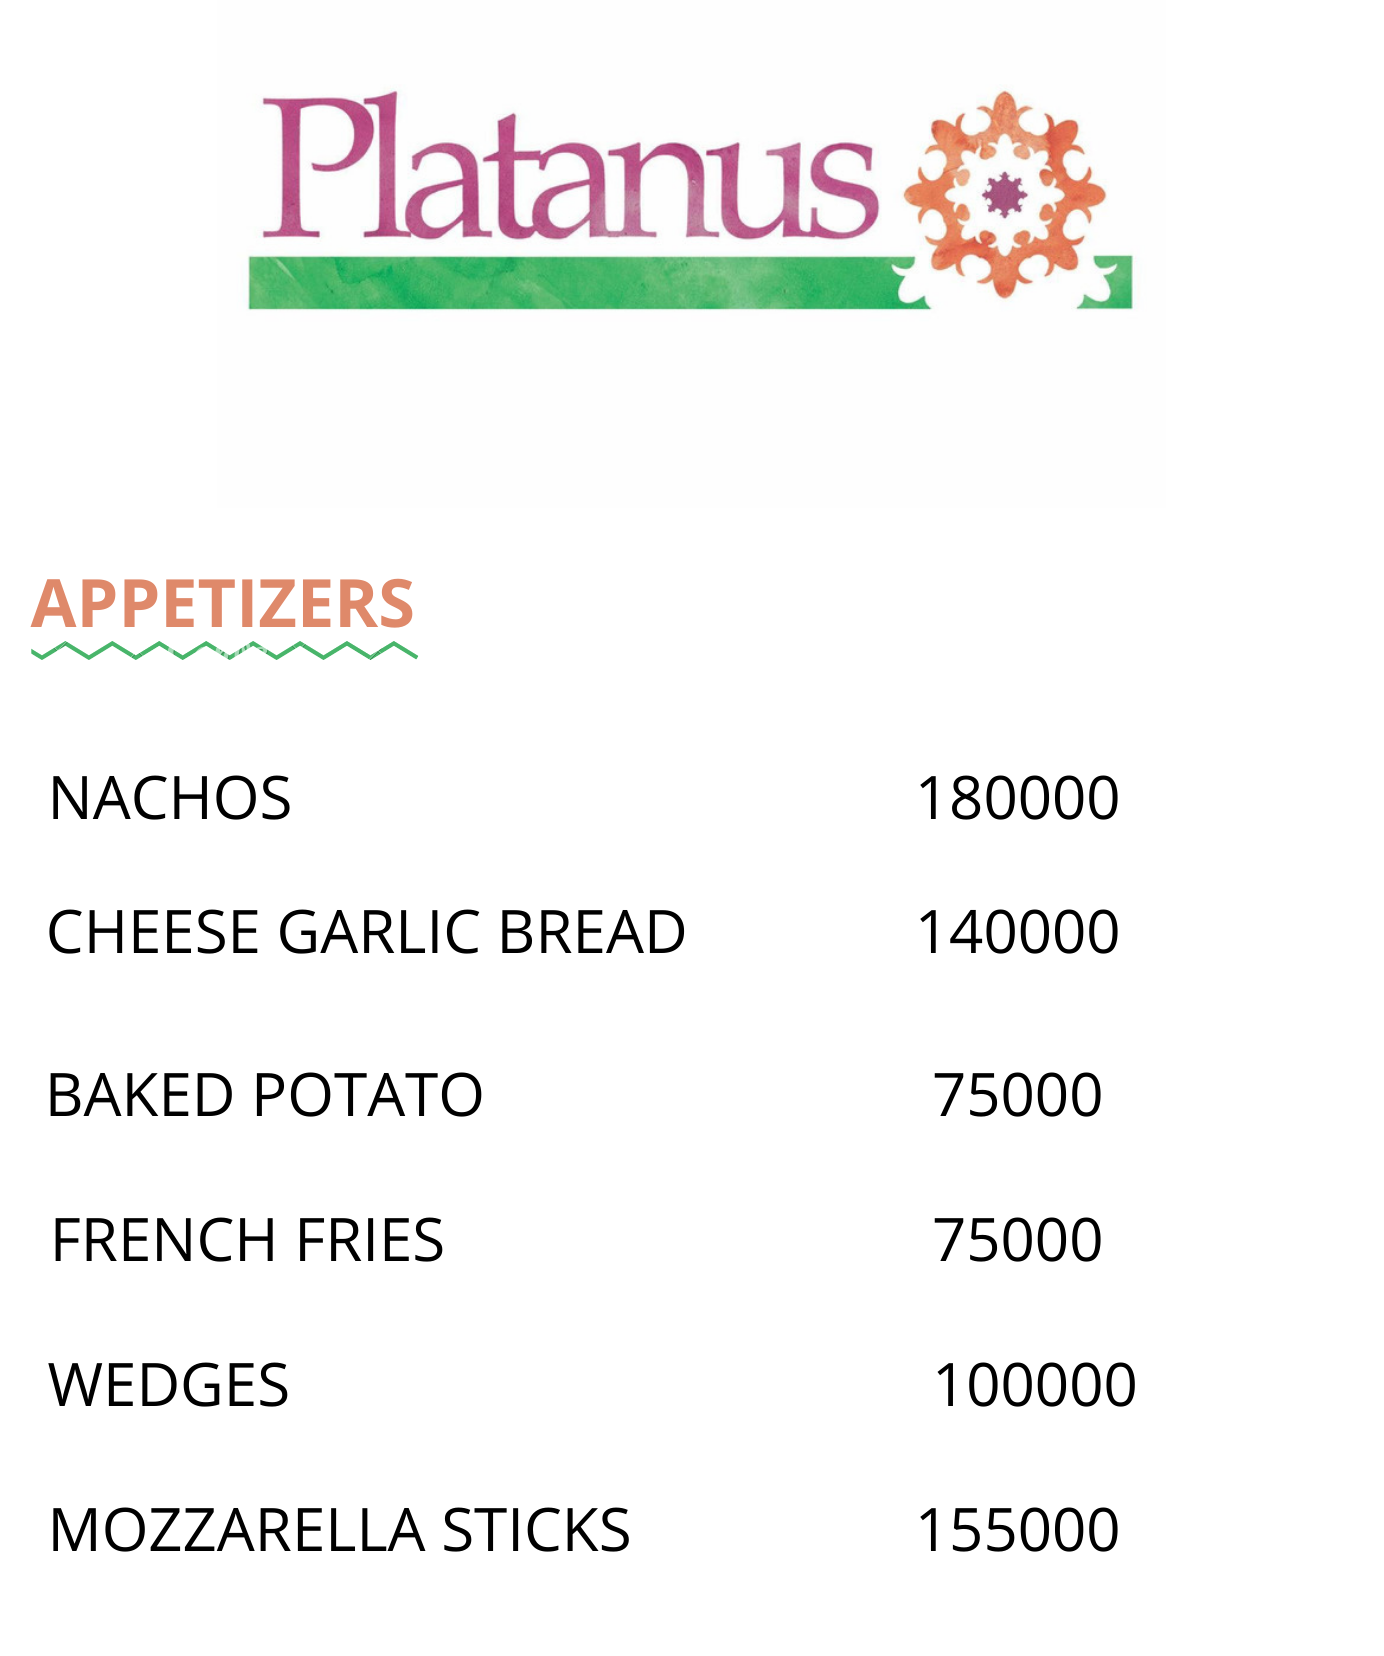 Platanus
APPETIZERS
NACHOS 180000
CHEESE GARLIC BREAD 140000
BAKED POTATO 75000
FRENCH FRIES 75000
WEDGES 100000
MOZZARELLA STICKS 155000